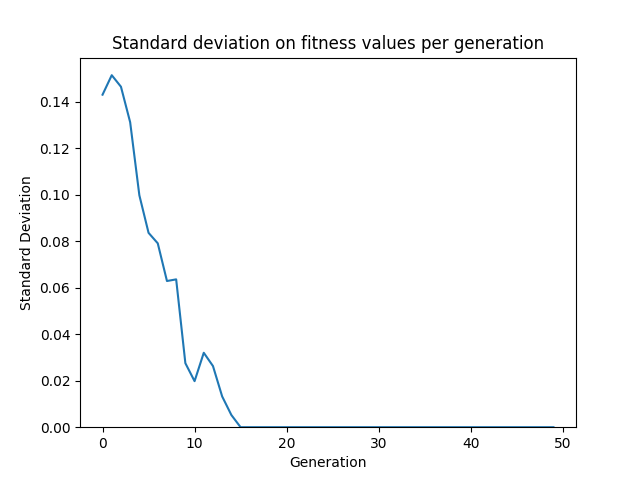 Standard deviation on fitness values per generation
0.14
0.12
0.10
0.08
0.06
0.04
0.02
0.00
Standard Deviation
0 10 20 30 40 50
Generation